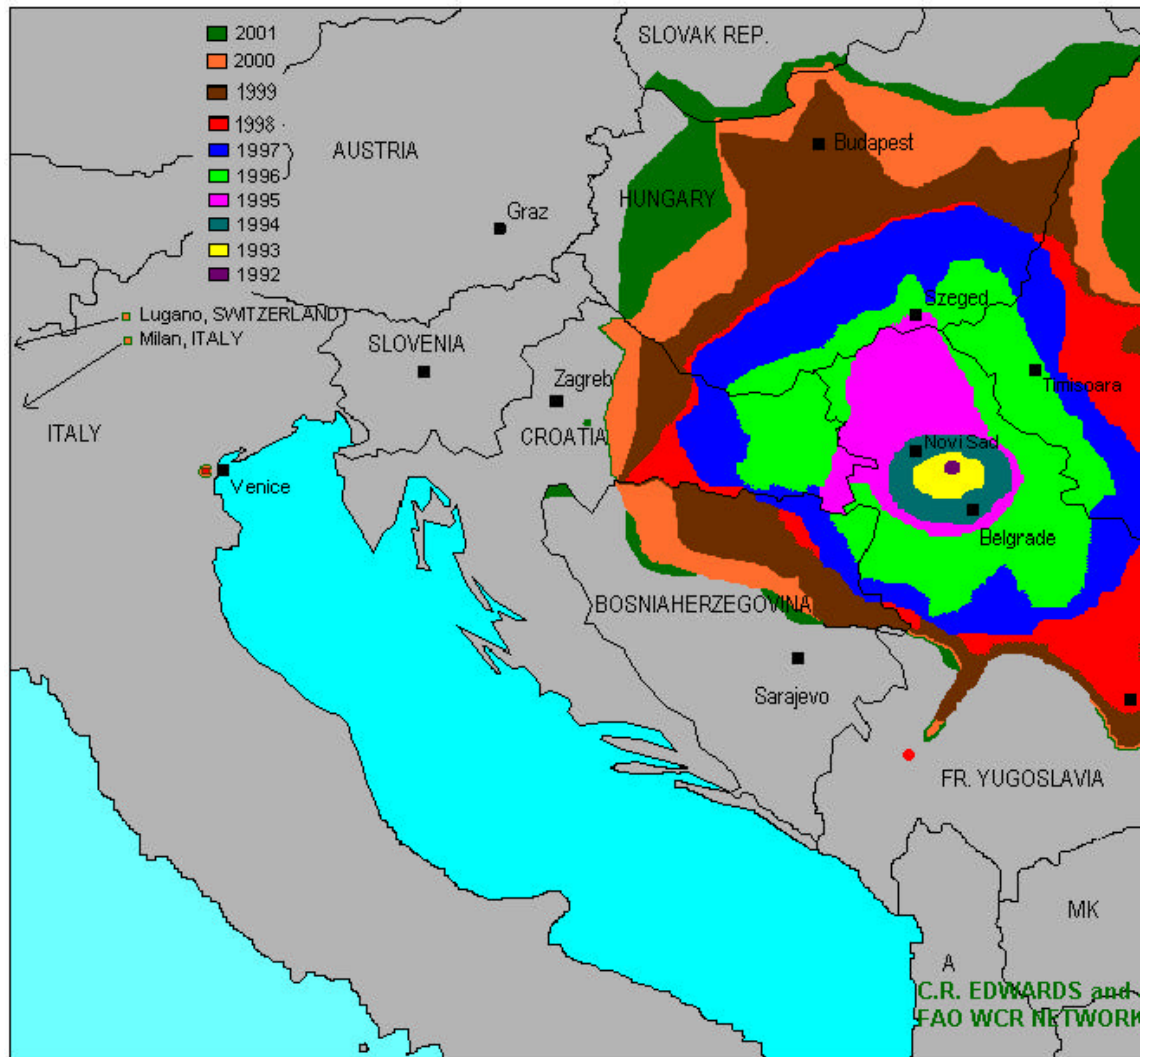 2001
2000
1999
1998
1997
1996
1995
1994
1993
1992
SLOVAK REP.
AUSTRIA
Budapest
HUNGARY
Graz
Lugano, SWITZERLAND
Milan, ITALY
SLOVENIA
Szeged
Zagreb
Timisoara
ITALY
CROATIA
Novi Sad
Venice
Belgrade
BOSNIAHERZEGOVINA
Sarajevo
FR. YUGOSLAVIA
MK
A
C.R. EDWARDS and
FAO WCR NETWORK